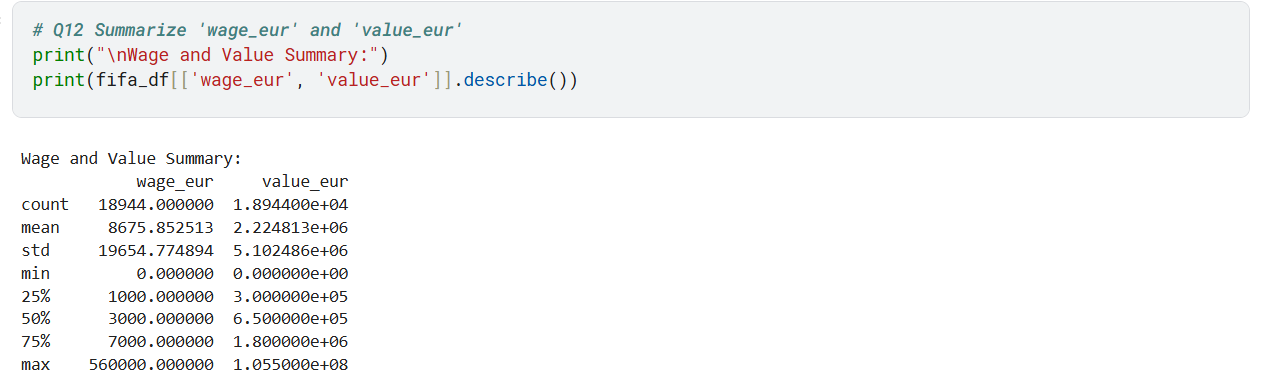 # Q12 Summarize 'wage_eur' and 'value_eur'
print("\nWage and Value Summary:")
print(fifa_df[['wage_eur', 'value_eur']].describe())
Wage and Value Summary:
            wage_eur     value_eur
count   18944.000000  1.894400e+04
mean     8675.852513  2.224813e+06
std     19654.774894  5.102486e+06
min         0.000000  0.000000e+00
25%      1000.000000  3.000000e+05
50%      3000.000000  6.500000e+05
75%      7000.000000  1.800000e+06
max    560000.000000  1.055000e+08